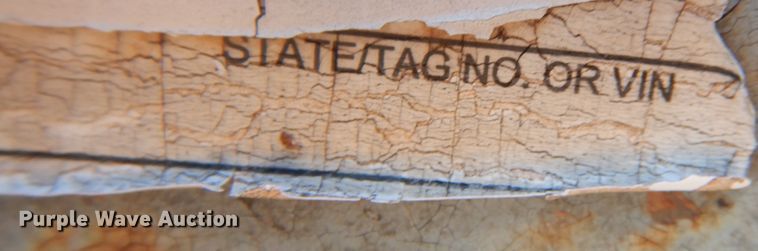 STATE/TAG NO. OR VIN
Purple Wave Auction